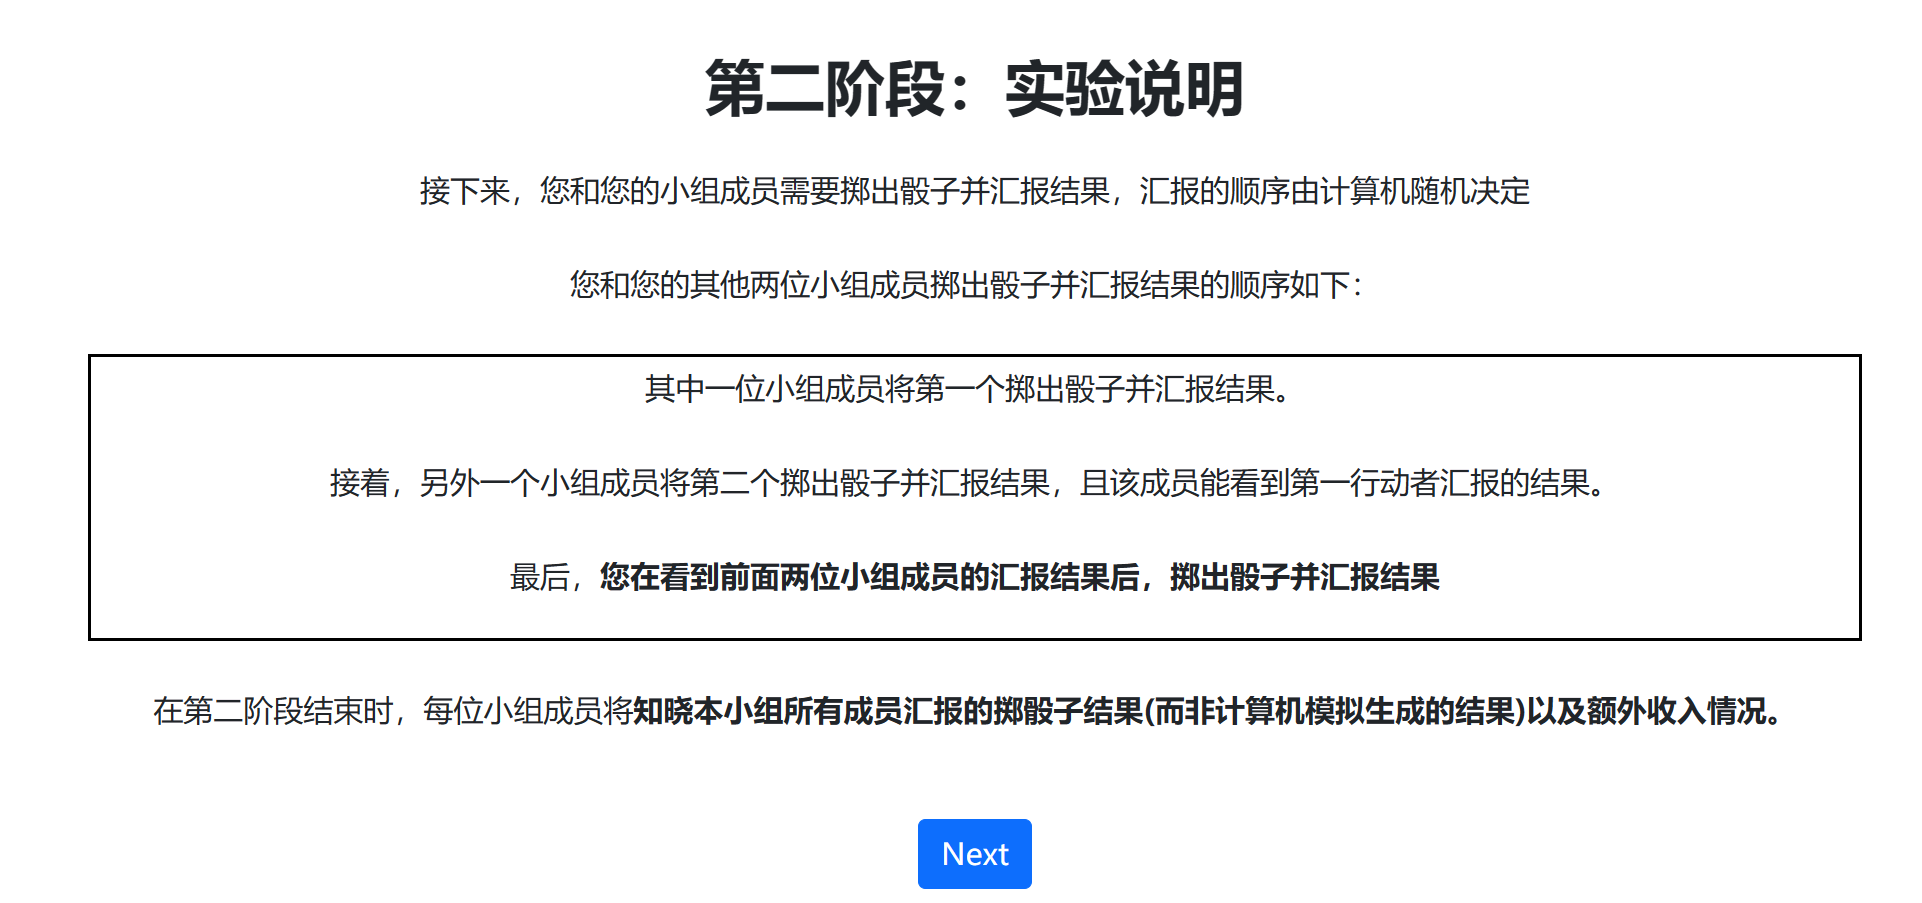 第二阶段：实验说明
接下来，您和您的小组成员需要掷出骰子并汇报结果，汇报的顺序由计算机随机决定
您和您的其他两位小组成员掷出骰子并汇报结果的顺序如下：
其中一位小组成员将第一个掷出骰子并汇报结果。
接着，另外一个小组成员将第二个掷出骰子并汇报结果，且该成员能看到第一行动者汇报的结果。
最后，您在看到前面两位小组成员的汇报结果后，掷出骰子并汇报结果
在第二阶段结束时，每位小组成员将知晓本小组所有成员汇报的掷骰子结果(而非计算机模拟生成的结果)以及额外收入情况。
Next